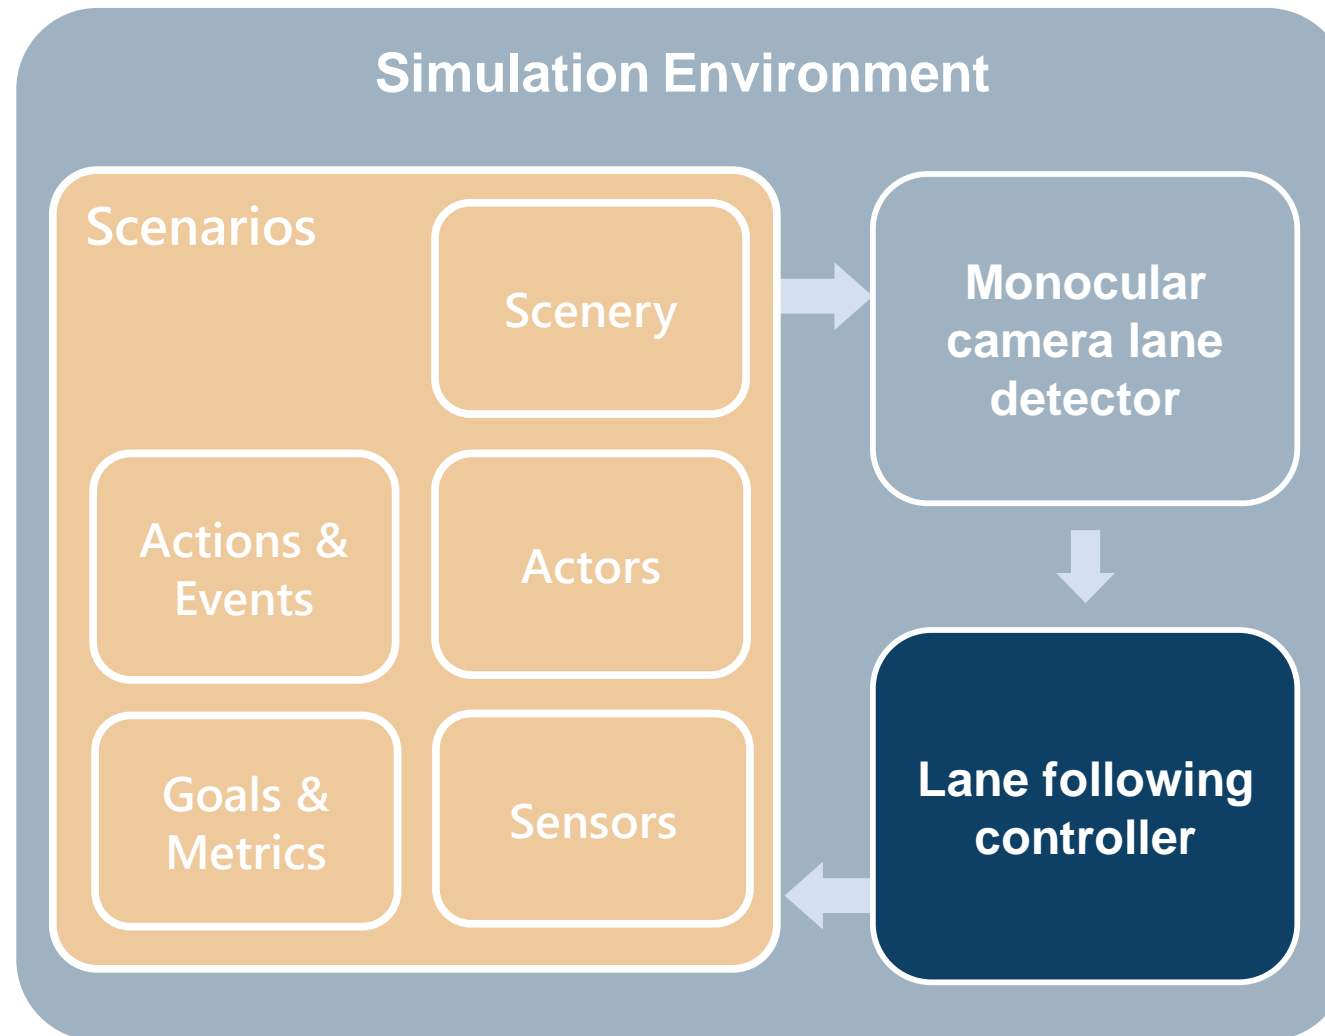 Simulation Environment
Scenarios
Scenery
Actions &
Events
Actors
Goals &
Metrics
Sensors
Monocular
camera lane
detector
Lane following
controller